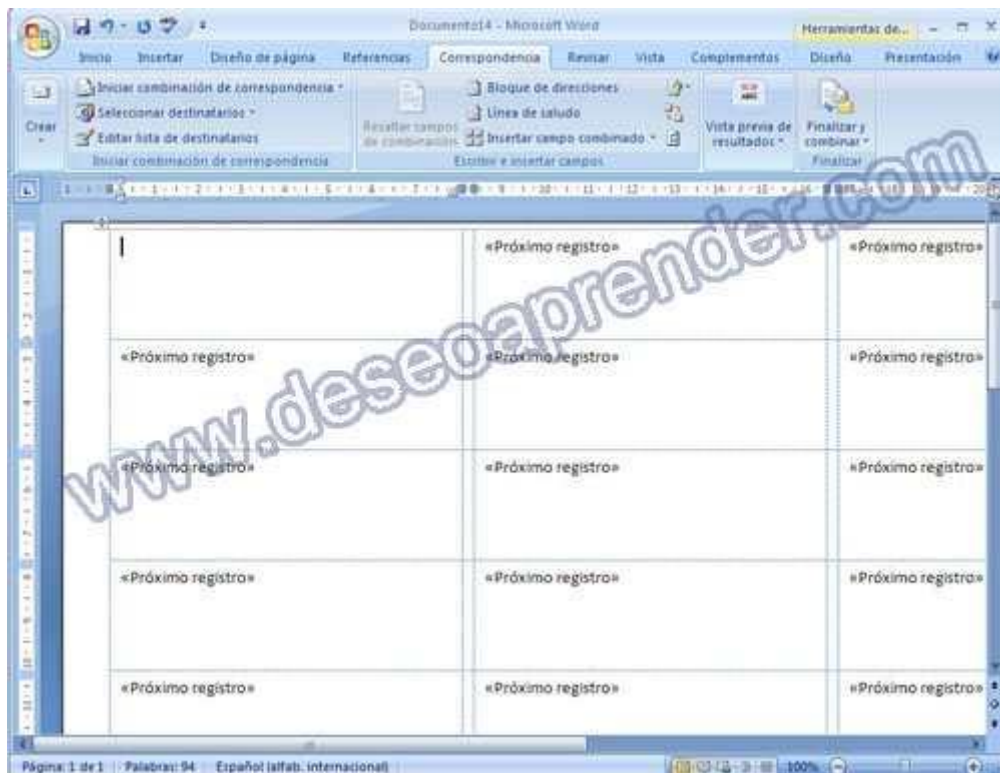 Documento14 - Microsoft Word
Herramientas de...
Inicio Insertar Diseño de página Referencias Correspondencia Revisar Vista Complementos Diseño Presentación
Crear
Iniciar combinación de correspondencia
Seleccionar destinatarios
Editar lista de destinatarios
Iniciar combinación de correspondencia
Resaltar campos de combinación
Bloque de direcciones
Línea de saludo
Insertar campo combinado
Escribir e insertar campos
Vista previa de resultados
Finalizar y combinar
Finalizar
«Próximo registro» «Próximo registro»
«Próximo registro» «Próximo registro» «Próximo registro»
«Próximo registro» «Próximo registro» «Próximo registro»
«Próximo registro» «Próximo registro» «Próximo registro»
«Próximo registro» «Próximo registro» «Próximo registro»
www.deseoaprender.com
Página: 1 de 1 Palabras: 94 Español (alfab. internacional) 100%